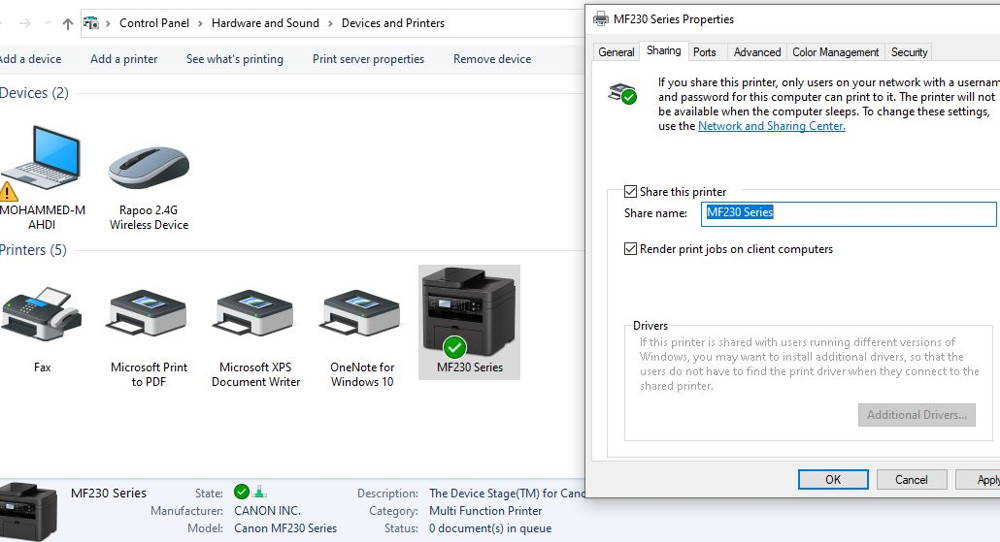 Control Panel > Hardware and Sound > Devices and Printers
Add a device Add a printer See what's printing Print server properties Remove device
Devices (2)
MOHAMMED-M
AHDI
Rapoo 2.4G
Wireless Device
Printers (5)
Fax
Microsoft Print
to PDF
Microsoft XPS
Document Writer
OneNote for
Windows 10
MF230 Series
MF230 Series State:
Manufacturer: CANON INC.
Model: Canon MF230 Series
Description: The Device Stage(TM) for Cano
Category: Multi Function Printer
Status: 0 document(s) in queue
MF230 Series Properties
General Sharing Ports Advanced Color Management Security
If you share this printer, only users on your network with a username
and password for this computer can print to it. The printer will not
be available when the computer sleeps. To change these settings,
use the Network and Sharing Center.
Share this printer
Share name: MF230 Series
Render print jobs on client computers
Drivers
If this printer is shared with users running different versions of
Windows, you may want to install additional drivers, so that the
users do not have to find the print driver when they connect to the
shared printer.
Additional Drivers...
OK Cancel Apply